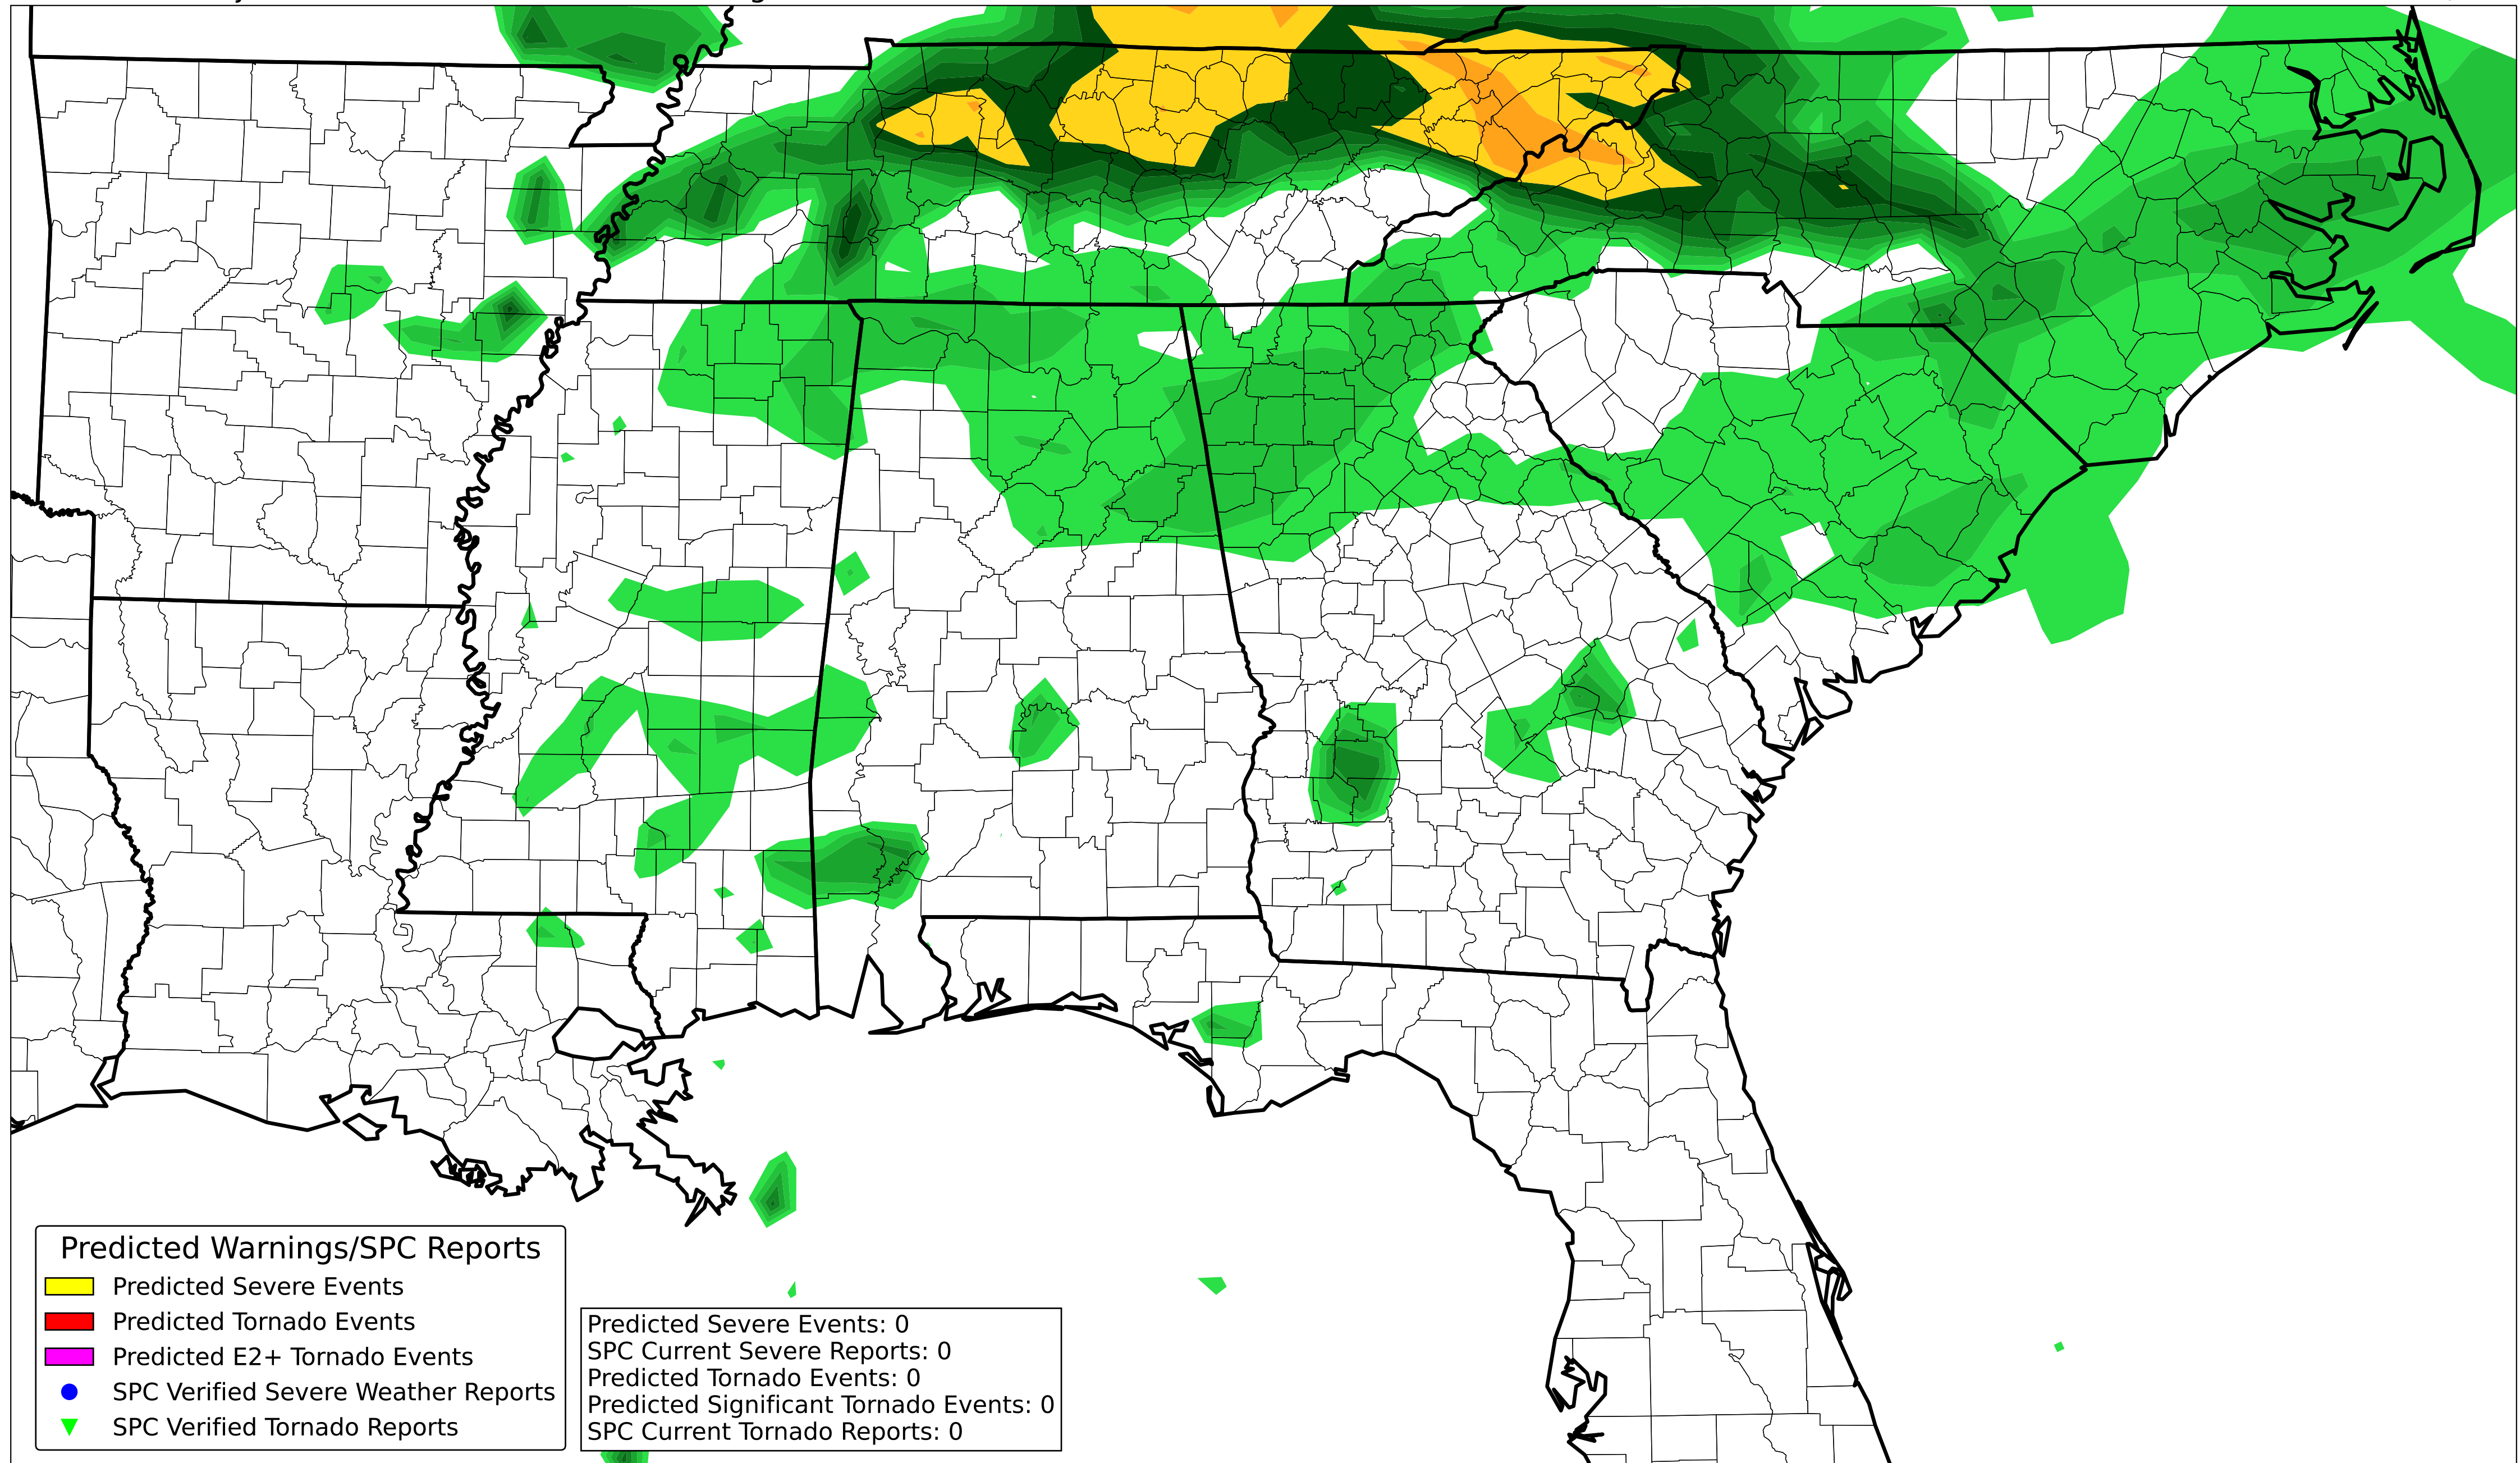 Predicted Warnings/SPC Reports
Predicted Severe Events
Predicted Tornado Events
Predicted E2+ Tornado Events
SPC Verified Severe Weather Reports
SPC Verified Tornado Reports
Predicted Severe Events: 0
SPC Current Severe Reports: 0
Predicted Tornado Events: 0
Predicted Significant Tornado Events: 0
SPC Current Tornado Reports: 0